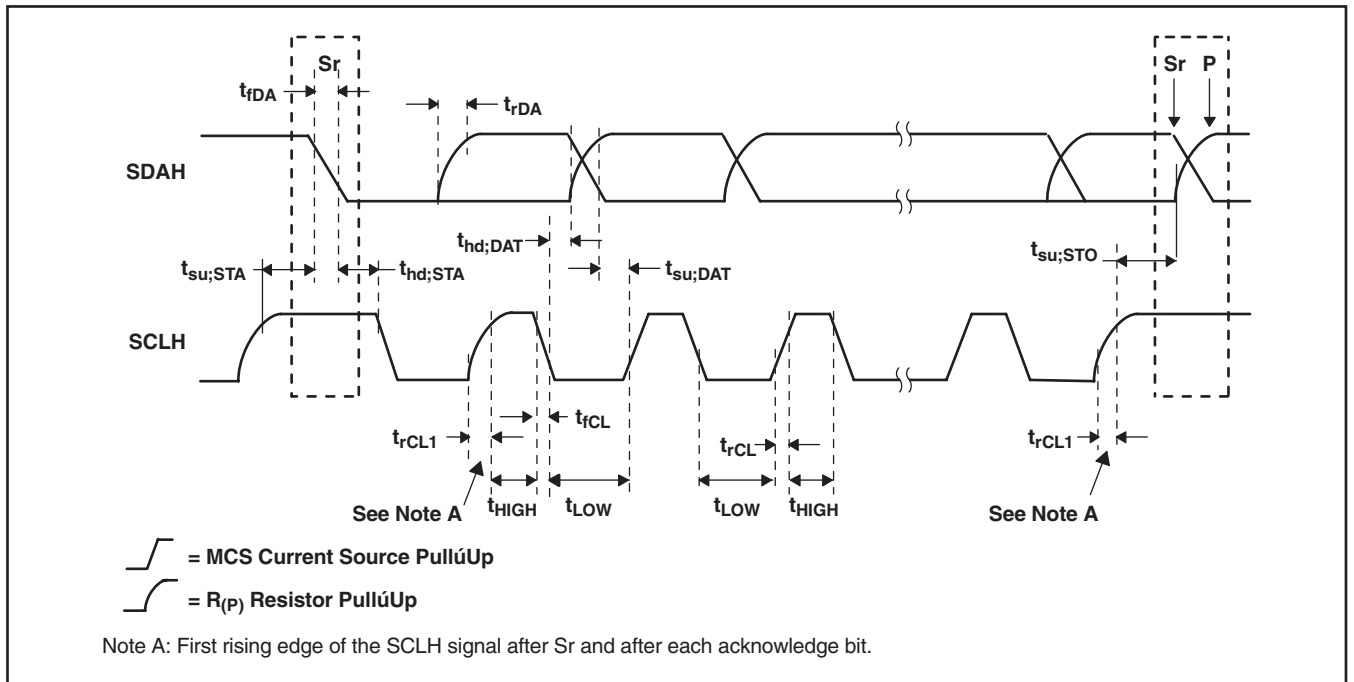 Sr
Sr P
tfDA
trDA
SDAH
thd;DAT
tsu;STA
thd;STA
tsu;DAT
tsu;STO
SCLH
tfCL
trCL1
trCL
trCL1
tHIGH
tLOW
tLOW
tHIGH
See Note A
See Note A
= MCS Current Source PullúUp
= R(P) Resistor PullúUp
Note A: First rising edge of the SCLH signal after Sr and after each acknowledge bit.